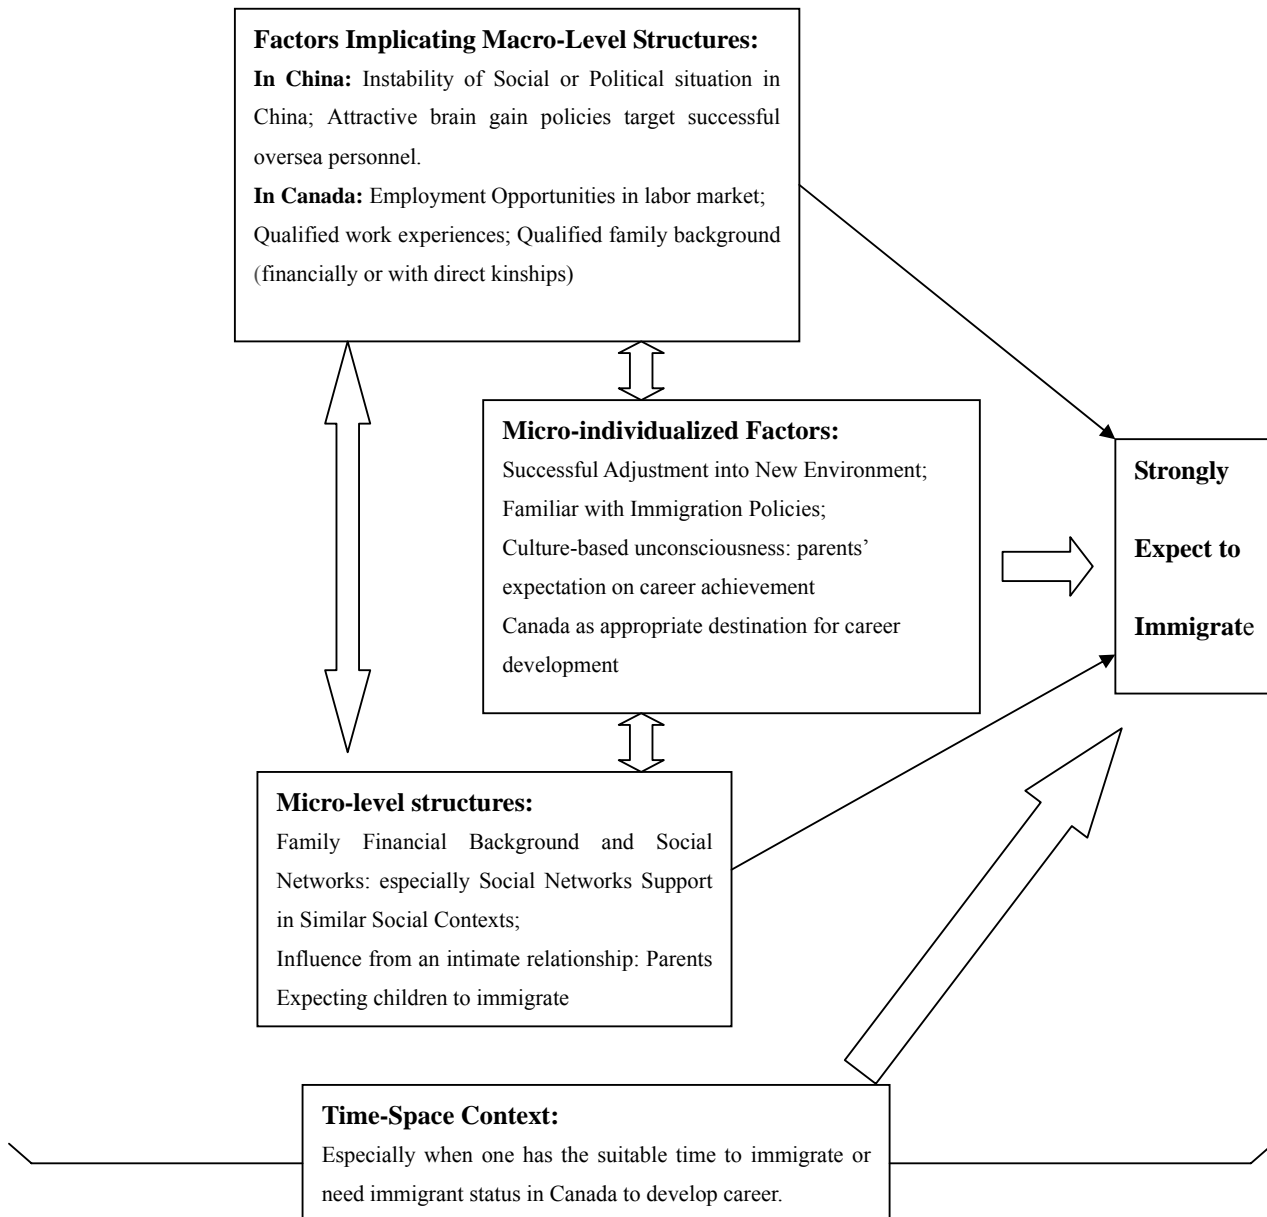 Factors Implicating Macro-Level Structures:
In China: Instability of Social or Political situation in
China; Attractive brain gain policies target successful
oversea personnel.
In Canada: Employment Opportunities in labor market;
Qualified work experiences; Qualified family background
(financially or with direct kinships)
Micro-individualized Factors:
Successful Adjustment into New Environment;
Familiar with Immigration Policies;
Culture-based unconsciousness: parents’
expectation on career achievement
Canada as appropriate destination for career
development
Strongly
Expect to
Immigrate
Micro-level structures:
Family Financial Background and Social
Networks: especially Social Networks Support
in Similar Social Contexts;
Influence from an intimate relationship: Parents
Expecting children to immigrate
Time-Space Context:
Especially when one has the suitable time to immigrate or
need immigrant status in Canada to develop career.